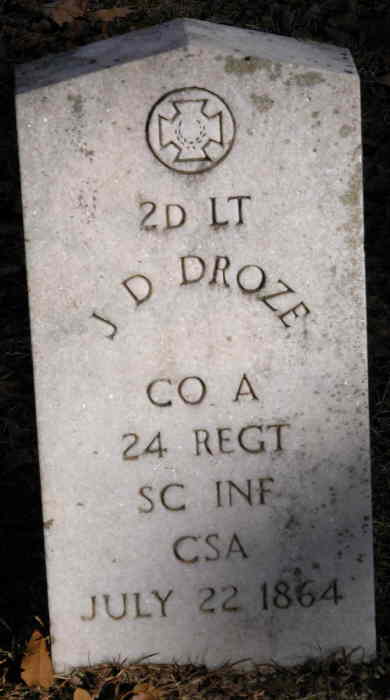 2D LT
J D DROZE
CO A
24 REGT
SC INF
CSA
JULY 22 1864